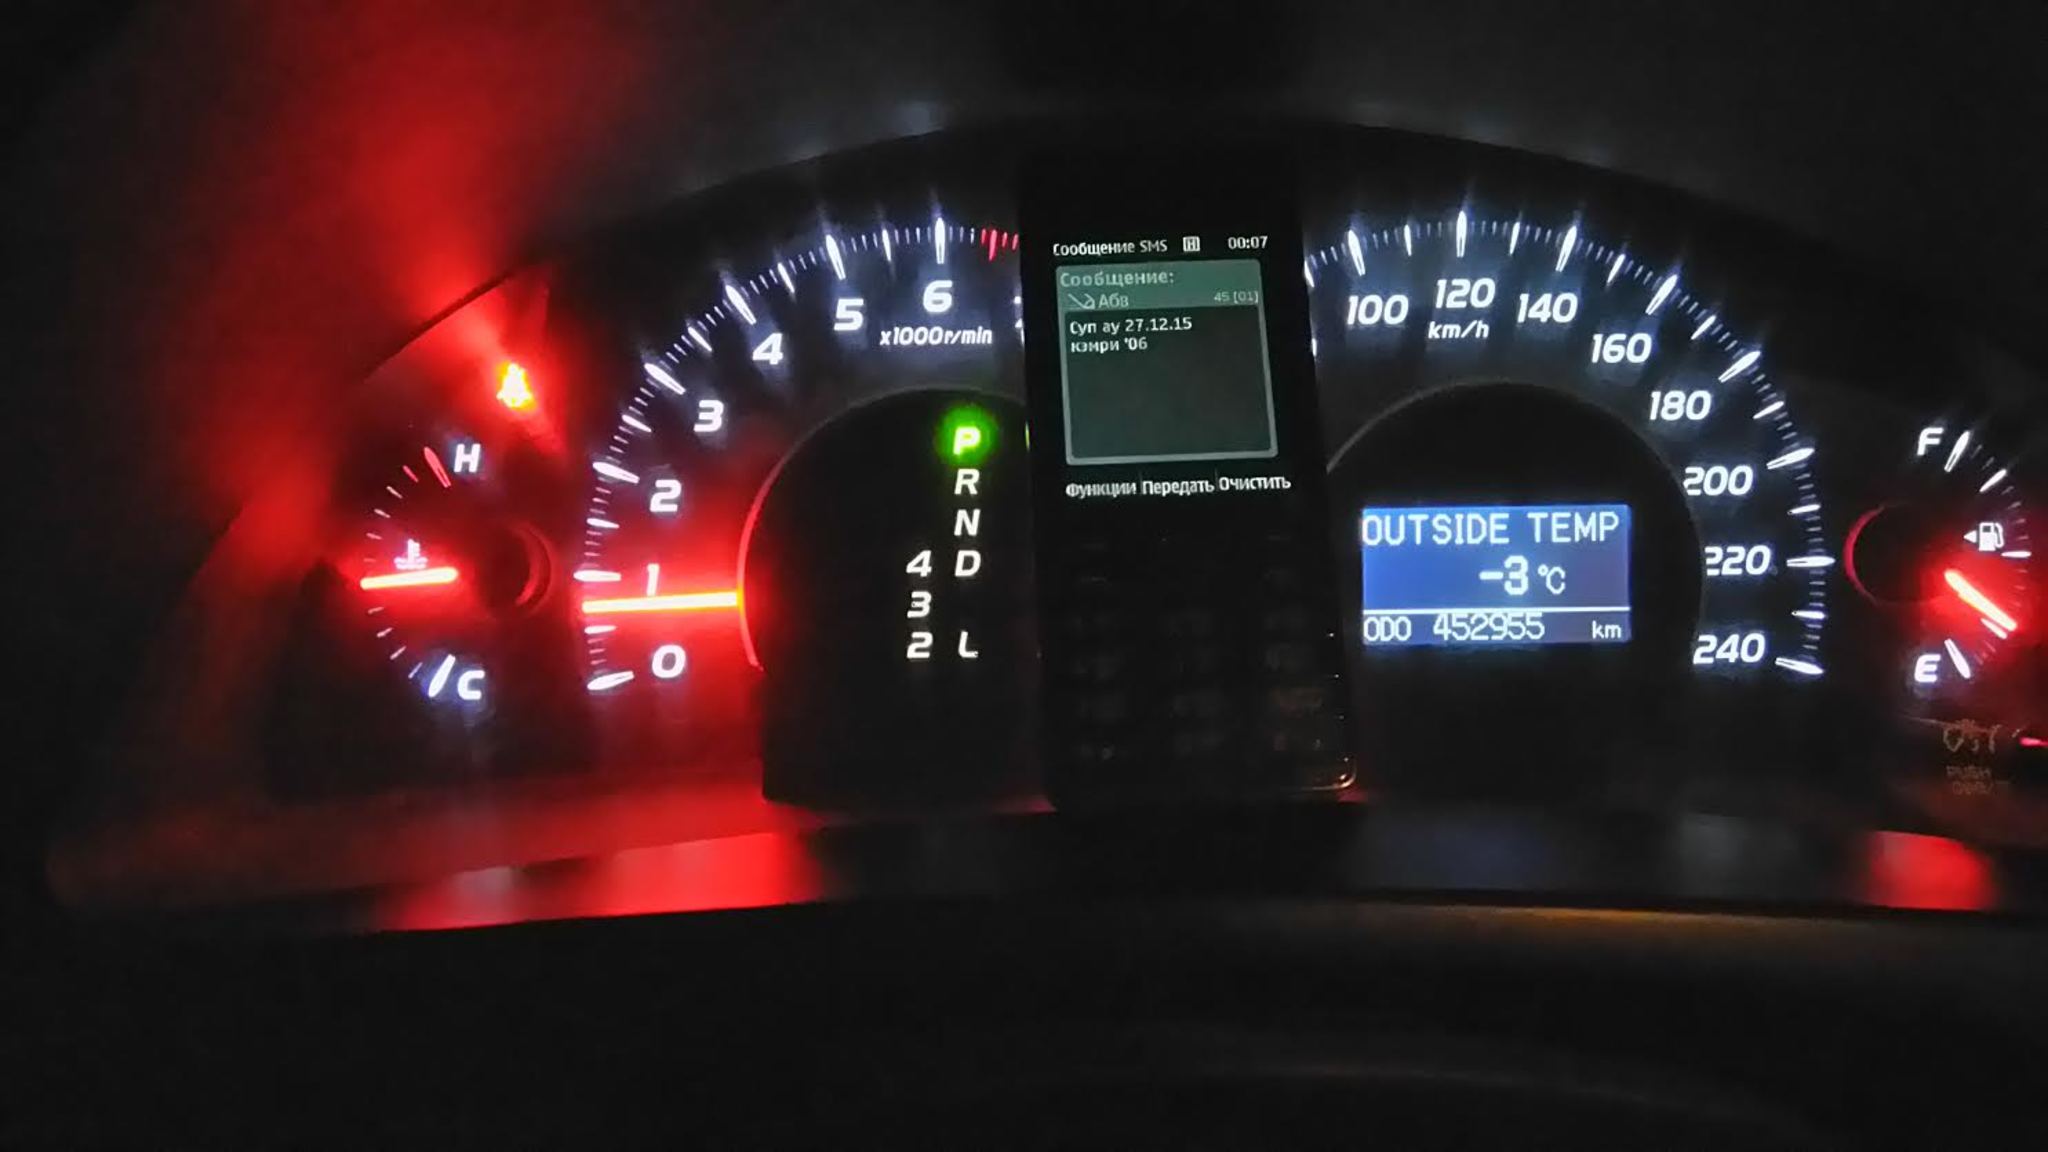 Сообщение SMS 00:07
Сообщение:
Абв 45 [01]
Суп ау 27.12.15
кэмри '06
Функции Передать Очистить
H
C
0
1
2
3
4
5
6
x1000r/min
P
R
N
4 D
3
2 L
100
120
km/h
140
160
180
200
220
240
OUTSIDE TEMP
-3 °C
ODO 452955 km
F
E
PUSH